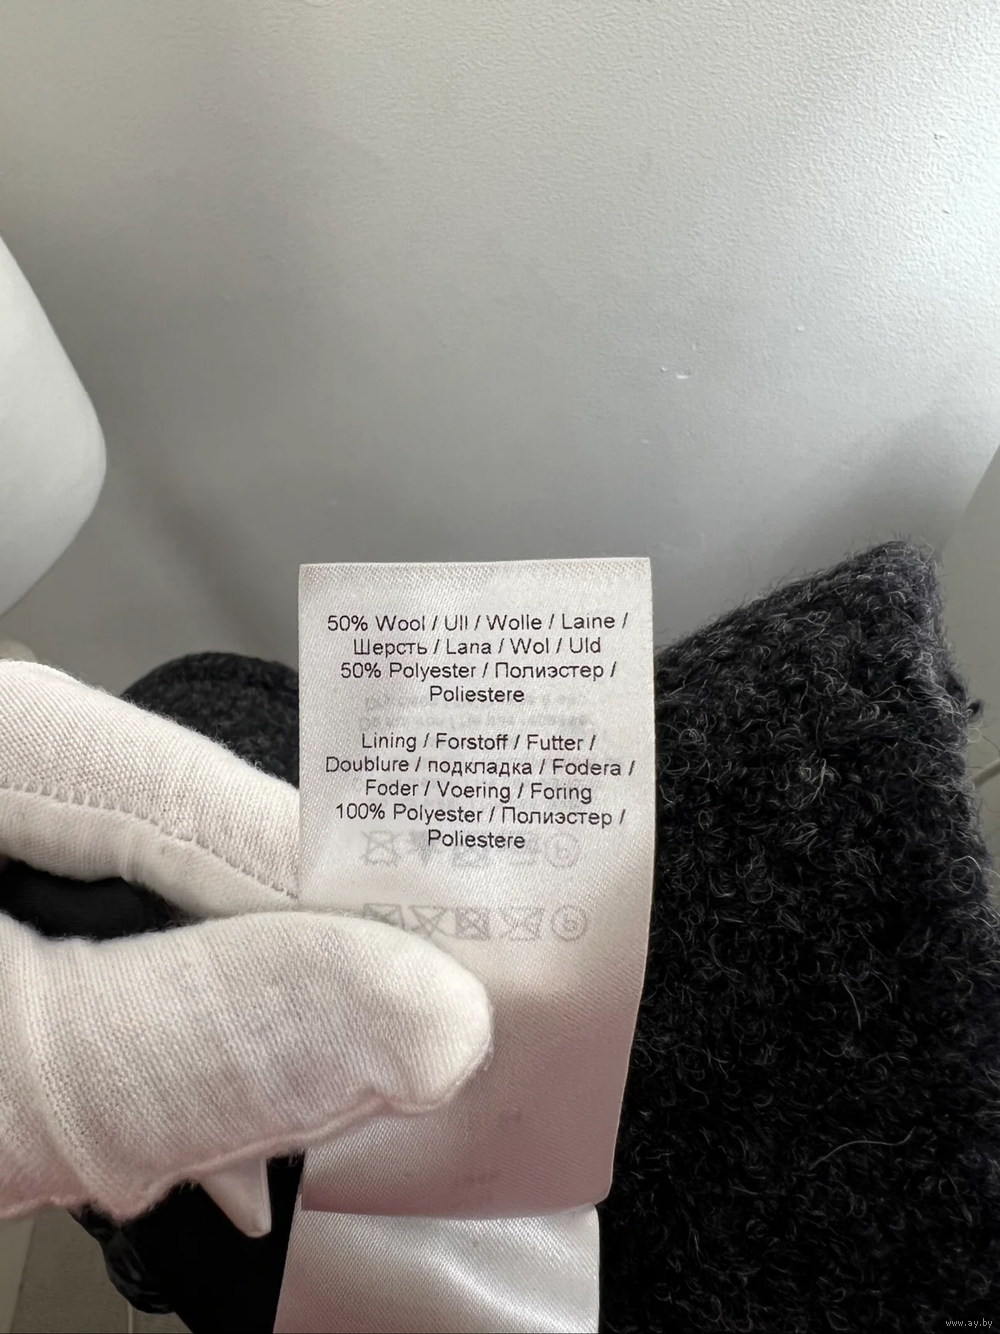 50% Wool / Ull / Wolle / Laine /
Шерсть / Lana / Wol / Uld
50% Polyester / Полиэстер /
Poliestere
Lining / Forstoff / Futter /
Doublure / подкладка / Fodera /
Foder / Voering / Foring
100% Polyester / Полиэстер /
Poliestere
www.ay.by